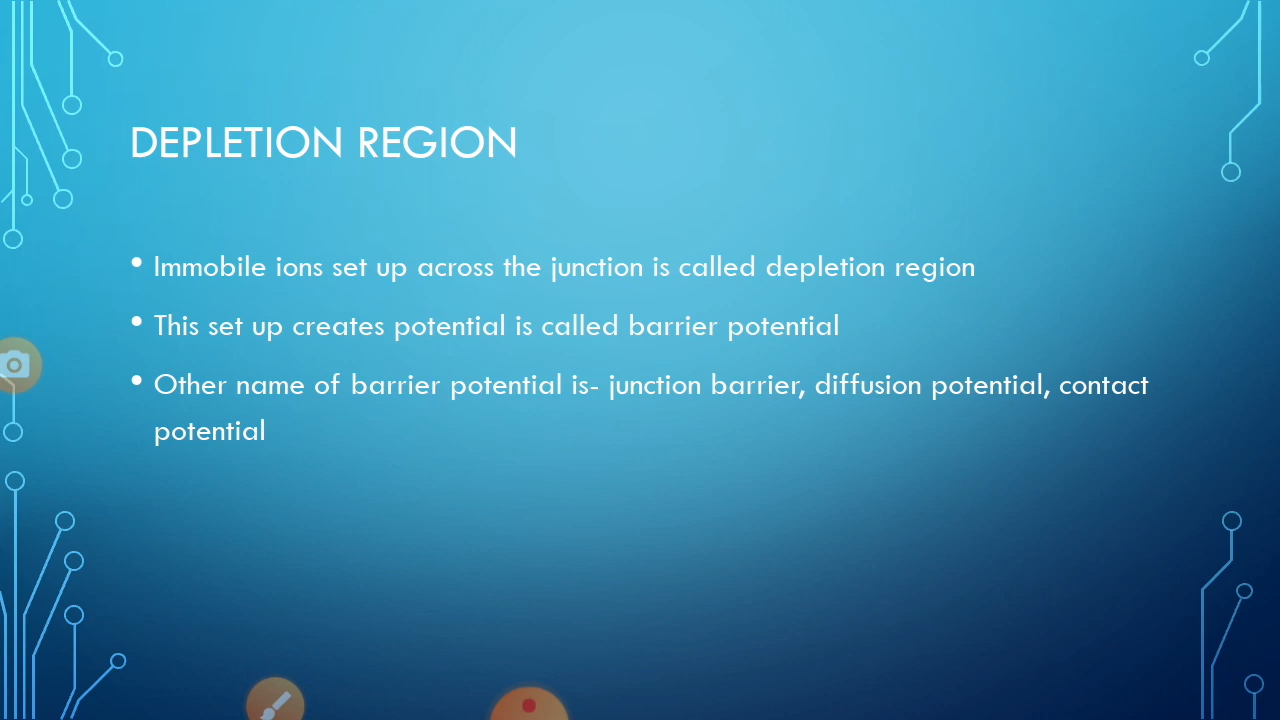 DEPLETION REGION
• Immobile ions set up across the junction is called depletion region
• This set up creates potential is called barrier potential
• Other name of barrier potential is- junction barrier, diffusion potential, contact
potential